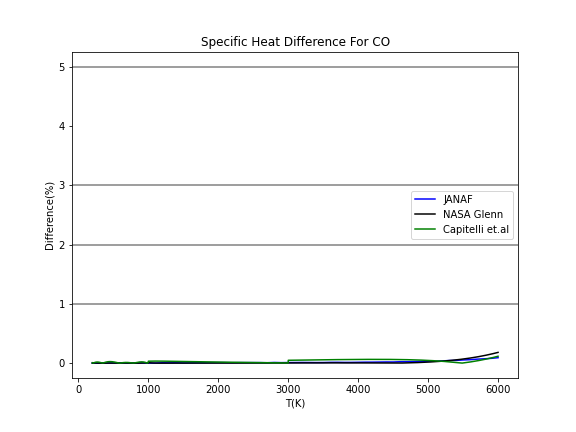 Specific Heat Difference For CO
5
4
3
2
1
0
Difference(%)
JANAF
NASA Glenn
Capitelli et.al
0 1000 2000 3000 4000 5000 6000
T(K)